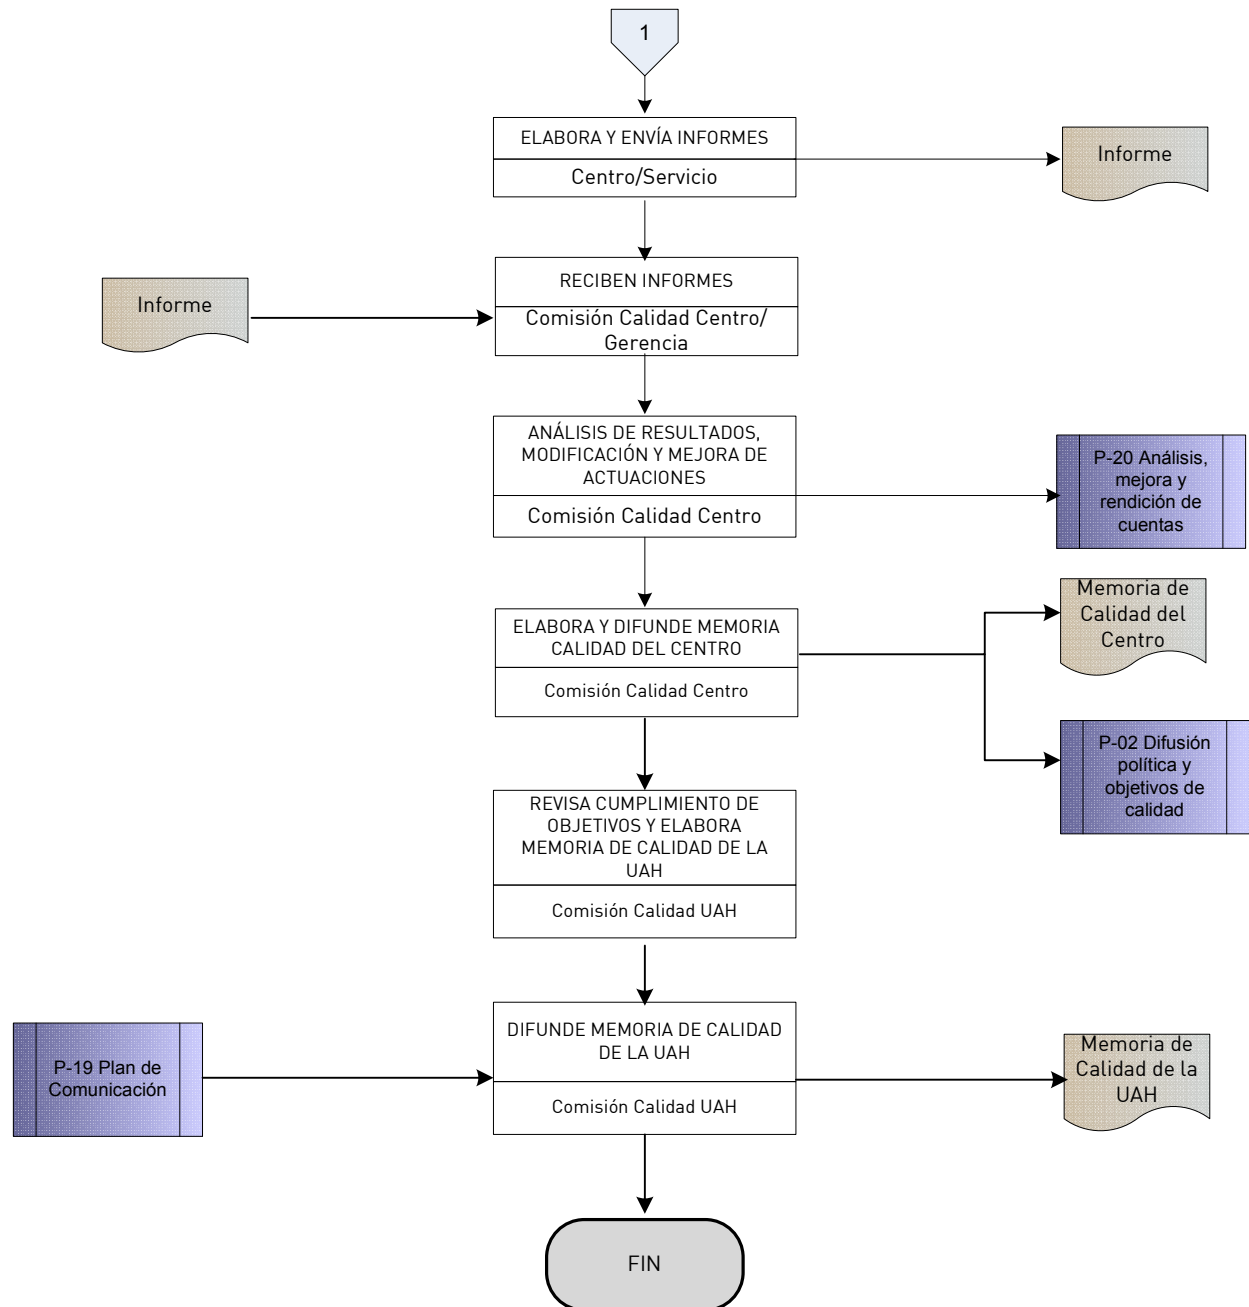 1
ELABORA Y ENVÍA INFORMES
Centro/Servicio
Informe
RECIBEN INFORMES
Comisión Calidad Centro/
Gerencia
Informe
ANÁLISIS DE RESULTADOS,
MODIFICACIÓN Y MEJORA DE
ACTUACIONES
Comisión Calidad Centro
P-20 Análisis,
mejora y
rendición de
cuentas
ELABORA Y DIFUNDE MEMORIA
CALIDAD DEL CENTRO
Comisión Calidad Centro
Memoria de
Calidad del
Centro
P-02 Difusión
política y
objetivos de
calidad
REVISA CUMPLIMIENTO DE
OBJETIVOS Y ELABORA
MEMORIA DE CALIDAD DE LA
UAH
Comisión Calidad UAH
P-19 Plan de
Comunicación
DIFUNDE MEMORIA DE CALIDAD
DE LA UAH
Comisión Calidad UAH
Memoria de
Calidad de la
UAH
FIN